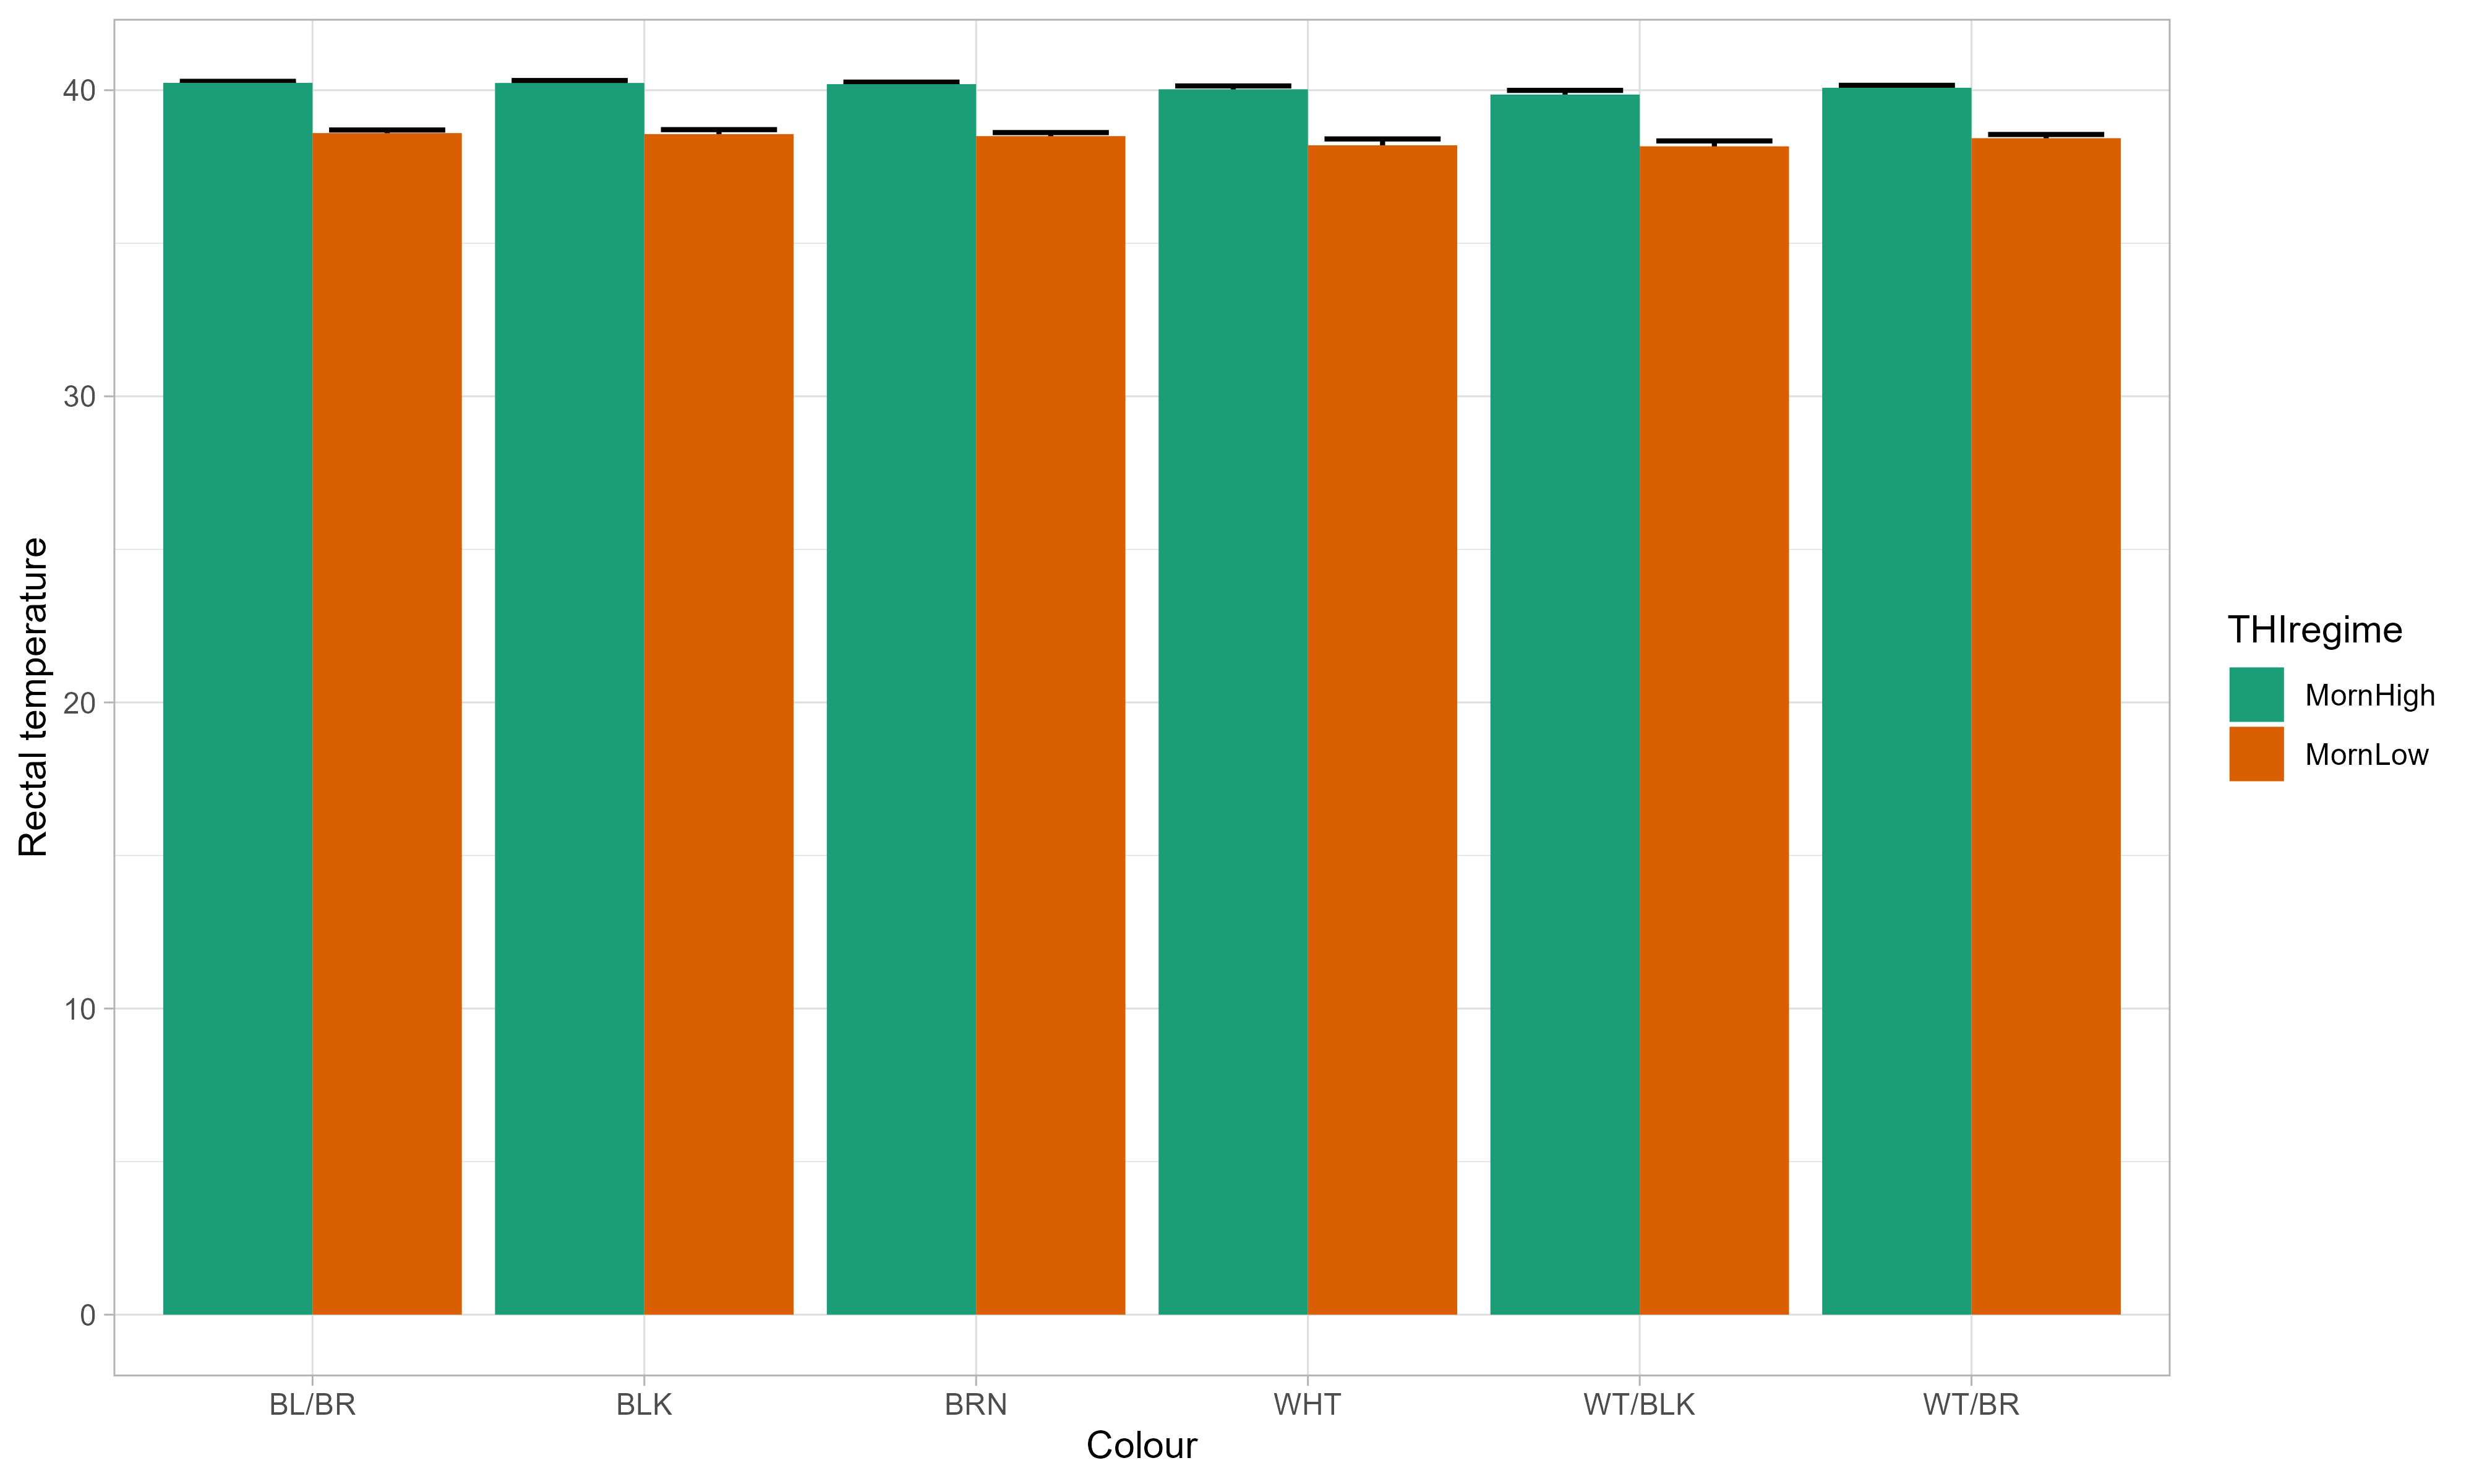 Rectal temperature
40
30
20
10
0
BL/BR BLK BRN WHT WT/BLK WT/BR
Colour
THIregime
MornHigh
MornLow